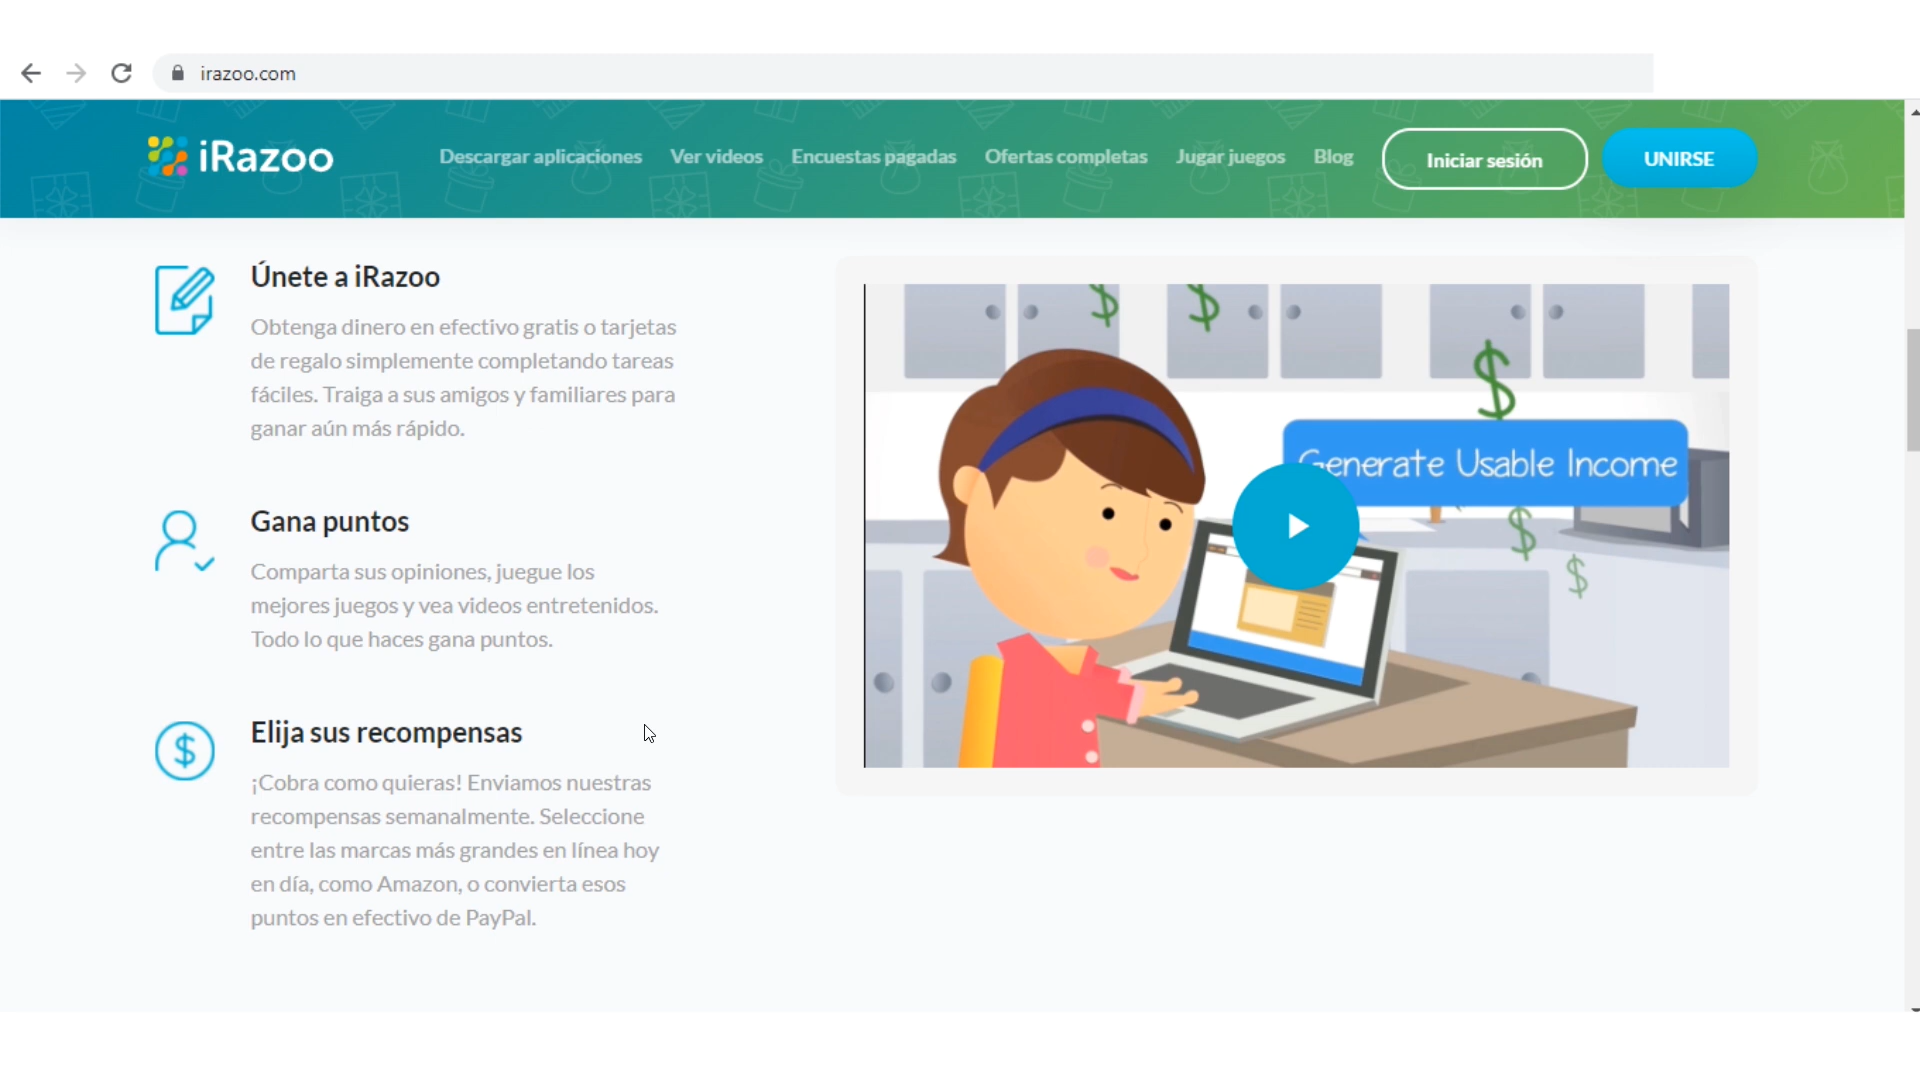 irazoo.com
iRazoo
Descargar aplicaciones
Ver videos
Encuestas pagadas
Ofertas completas
Jugar juegos
Blog
Iniciar sesión
UNIRSE
Únete a iRazoo
Obtenga dinero en efectivo gratis o tarjetas
de regalo simplemente completando tareas
fáciles. Traiga a sus amigos y familiares para
ganar aún más rápido.
Gana puntos
Comparta sus opiniones, juegue los
mejores juegos y vea videos entretenidos.
Todo lo que haces gana puntos.
Elija sus recompensas
¡Cobra como quieras! Enviamos nuestras
recompensas semanalmente. Seleccione
entre las marcas más grandes en línea hoy
en día, como Amazon, o convierta esos
puntos en efectivo de PayPal.
Generate Usable Income